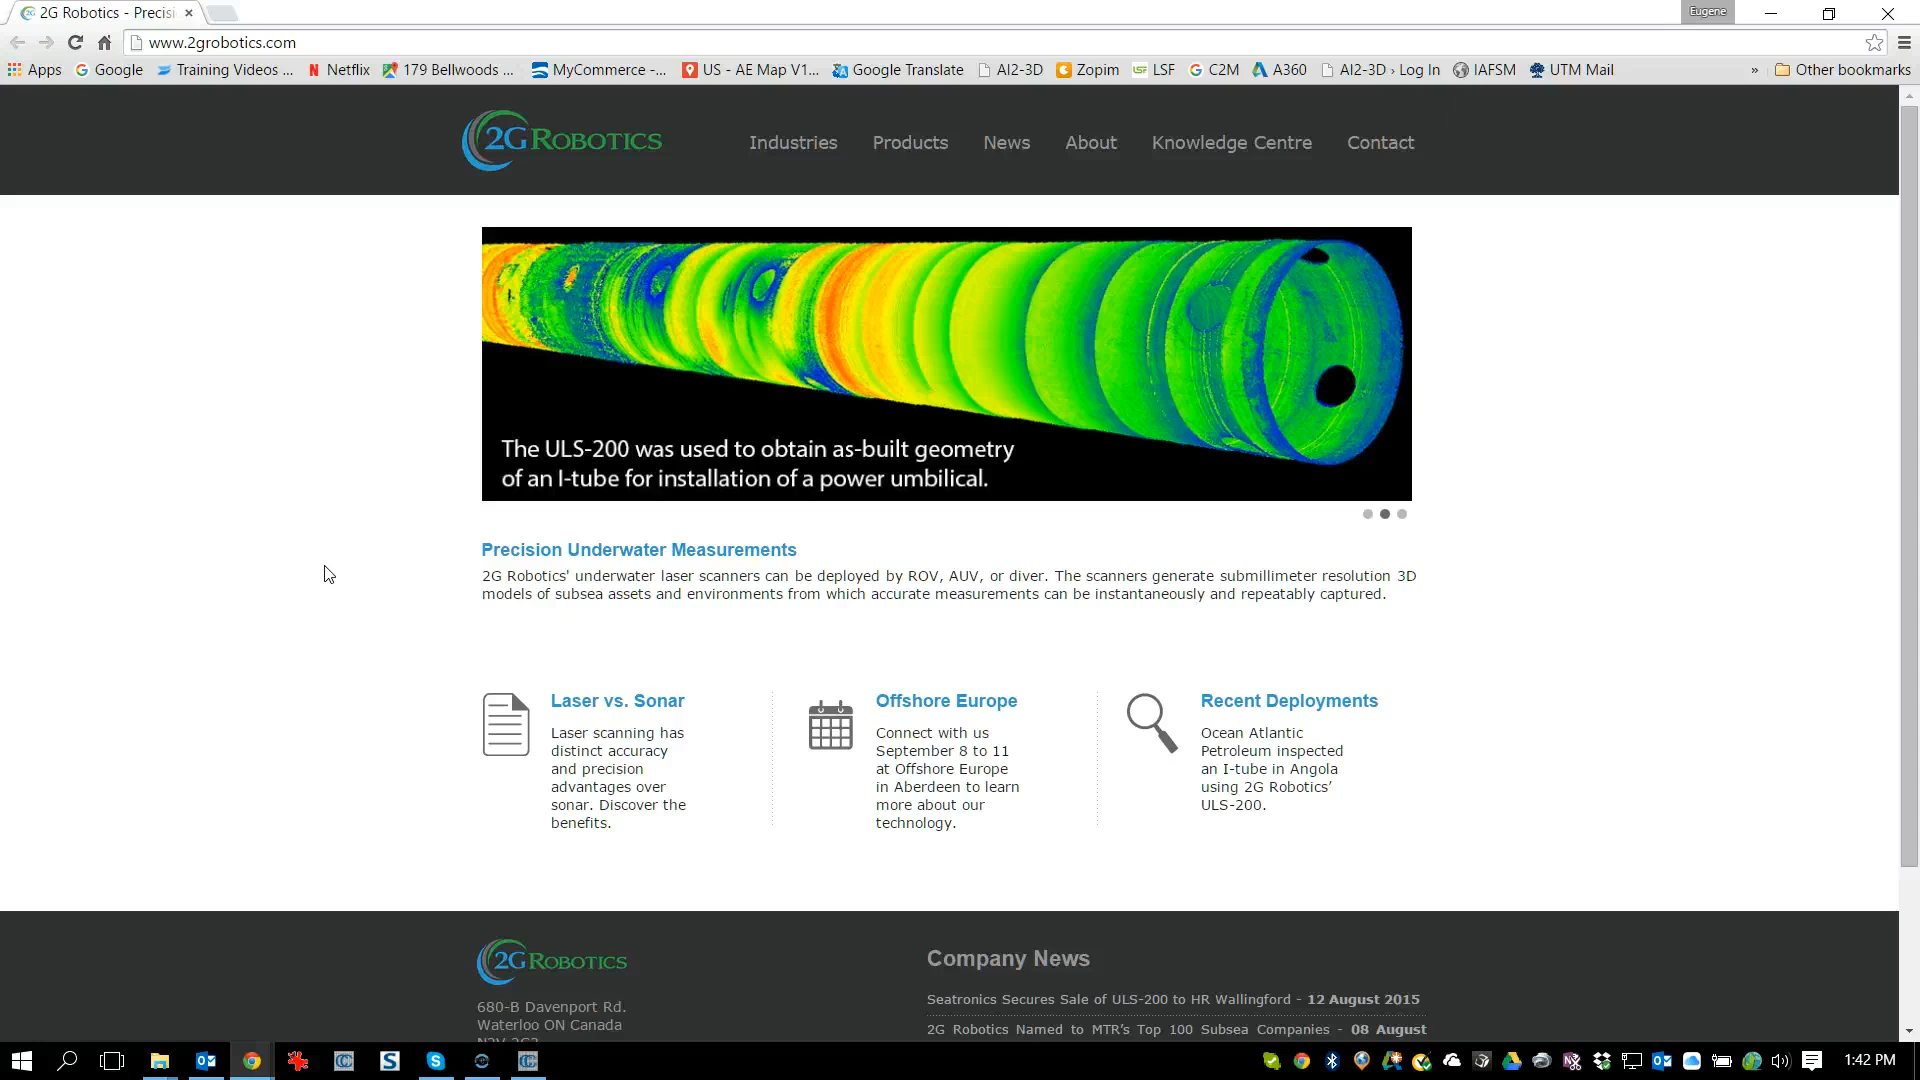 2G Robotics - Precisi
Eugene
www.2grobotics.com
Apps Google Training Videos ... Netflix 179 Bellwoods ... MyCommerce -... US - AE Map V1... Google Translate AI2-3D Zopim LSF C2M A360 AI2-3D › Log In IAFSM UTM Mail » Other bookmarks
2G ROBOTICS
Industries Products News About Knowledge Centre Contact
The ULS-200 was used to obtain as-built geometry
of an I-tube for installation of a power umbilical.
Precision Underwater Measurements
2G Robotics' underwater laser scanners can be deployed by ROV, AUV, or diver. The scanners generate submillimeter resolution 3D
models of subsea assets and environments from which accurate measurements can be instantaneously and repeatably captured.
Laser vs. Sonar
Laser scanning has
distinct accuracy
and precision
advantages over
sonar. Discover the
benefits.
Offshore Europe
Connect with us
September 8 to 11
at Offshore Europe
in Aberdeen to learn
more about our
technology.
Recent Deployments
Ocean Atlantic
Petroleum inspected
an I-tube in Angola
using 2G Robotics’
ULS-200.
2G ROBOTICS
680-B Davenport Rd.
Waterloo ON Canada
Company News
Seatronics Secures Sale of ULS-200 to HR Wallingford - 12 August 2015
2G Robotics Named to MTR’s Top 100 Subsea Companies - 08 August
1:42 PM